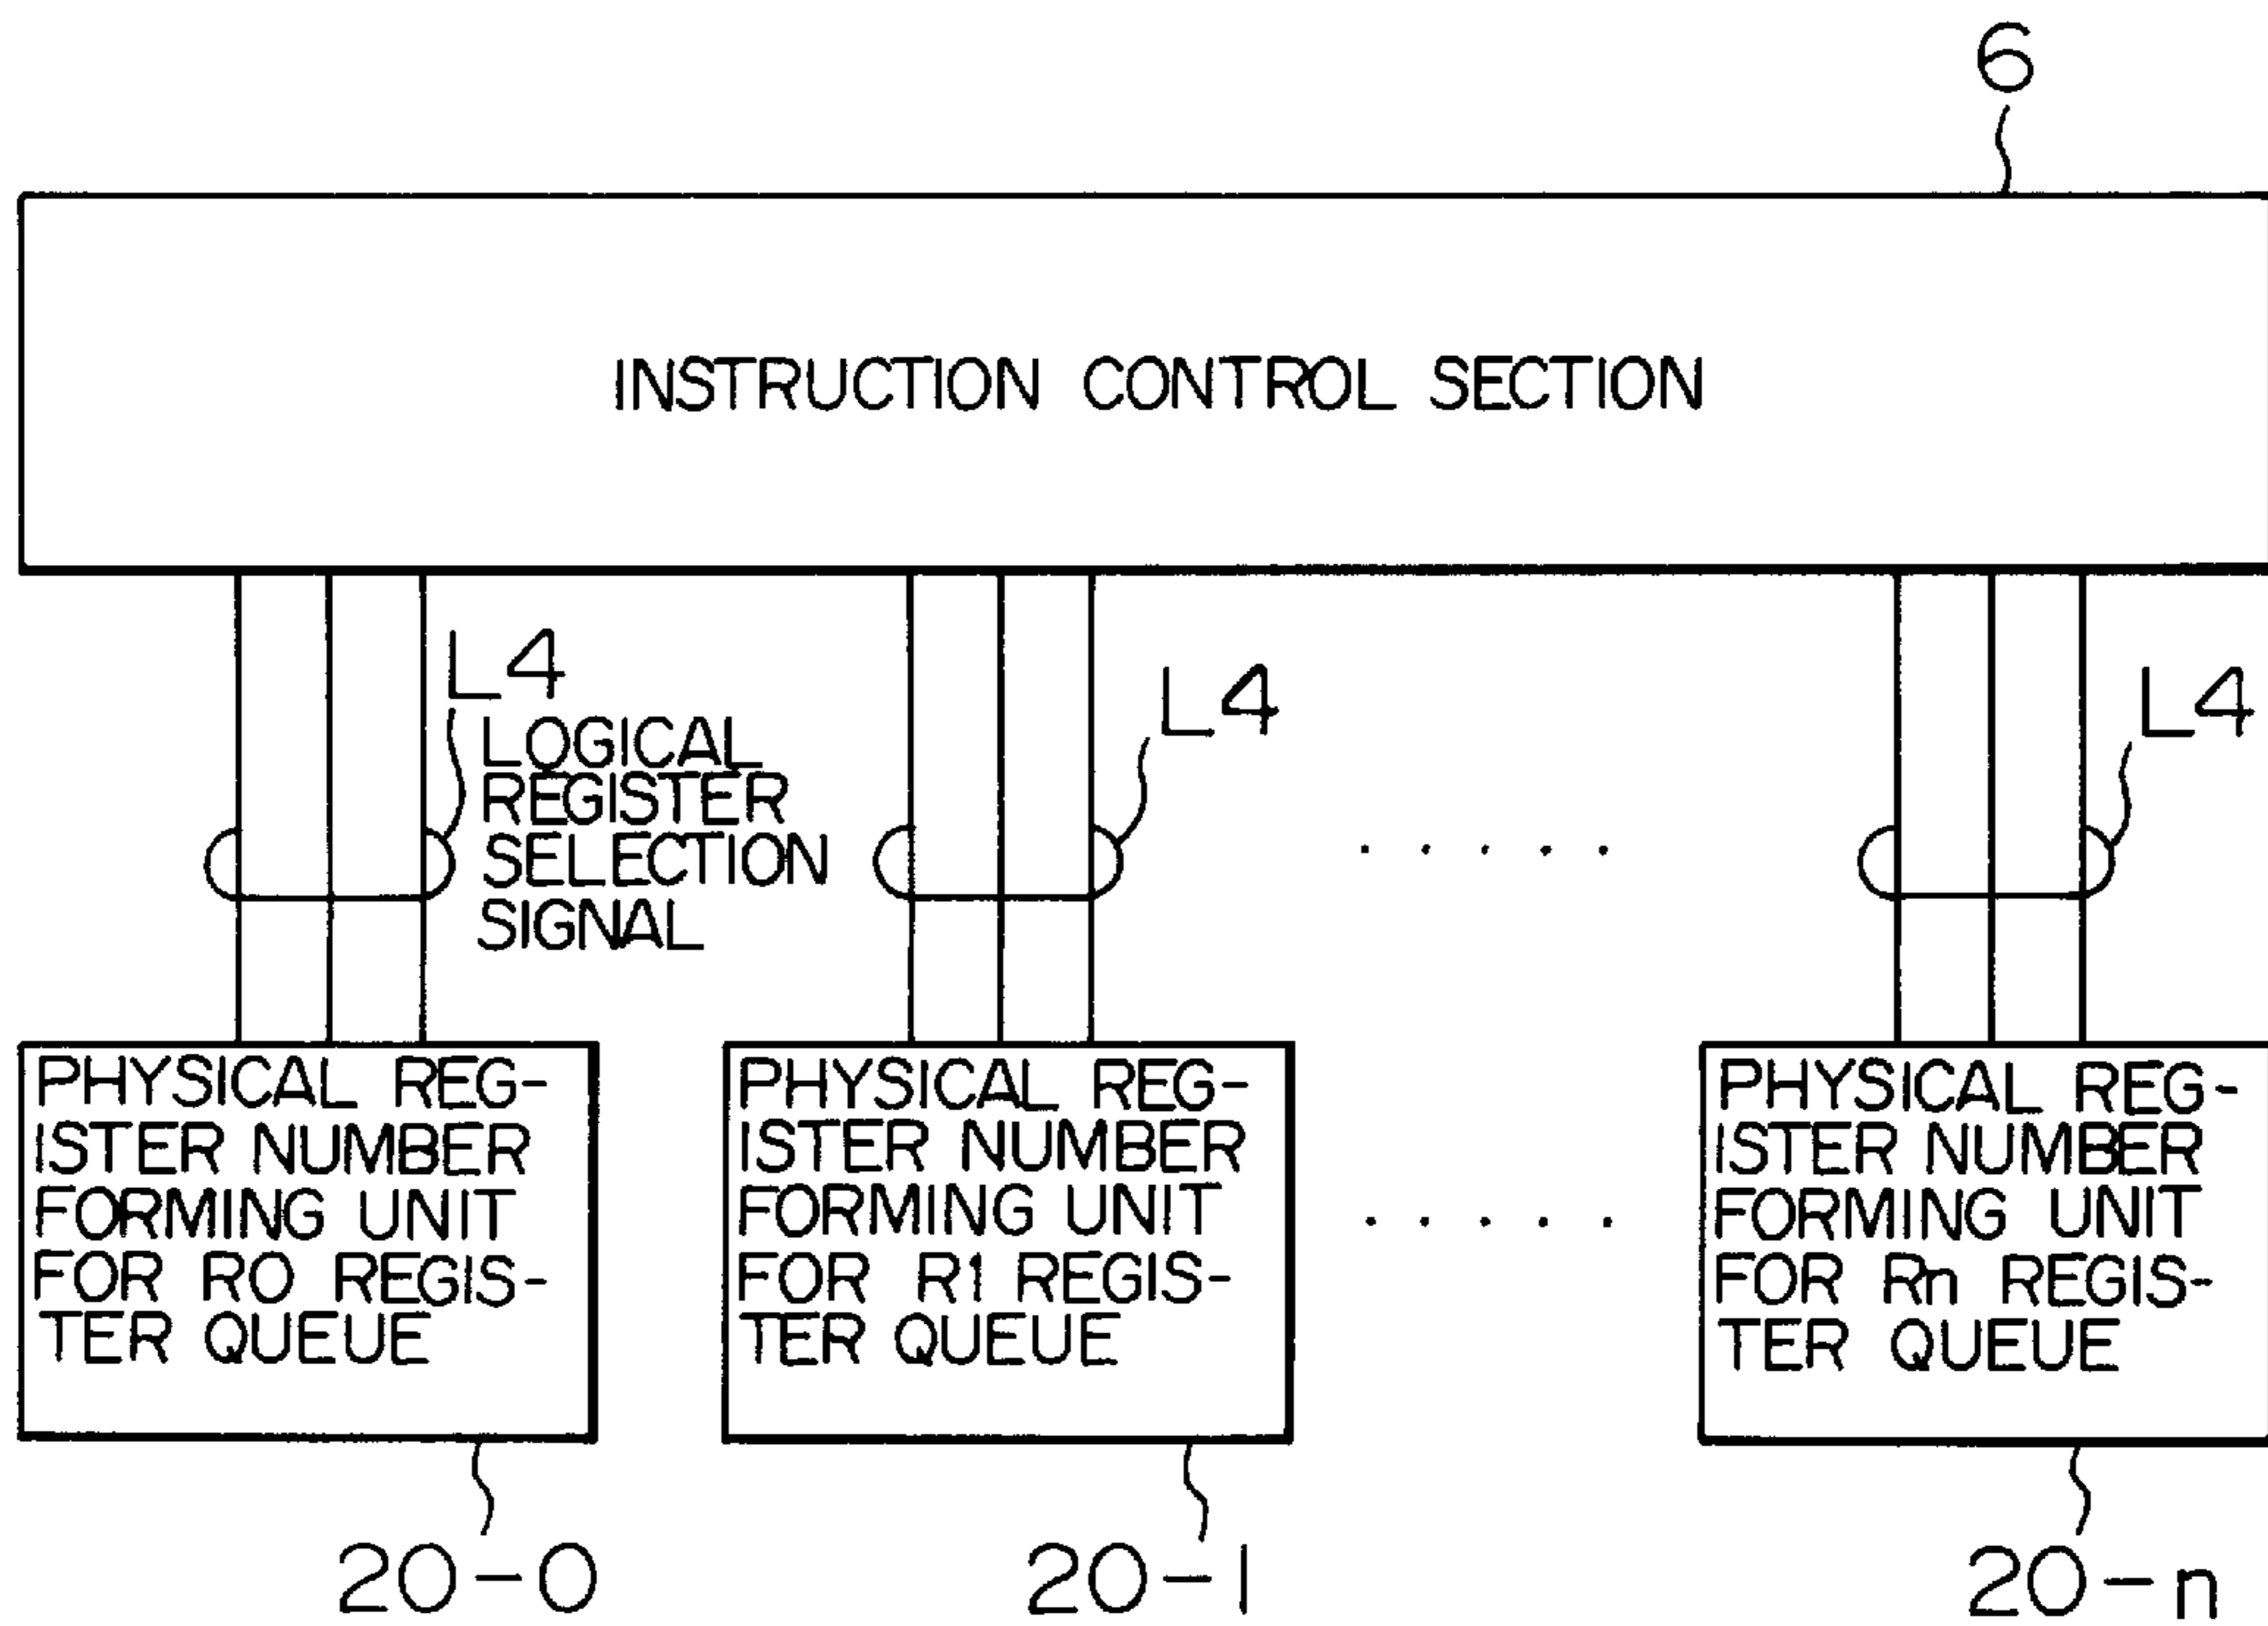 6
INSTRUCTION CONTROL SECTION
L4
LOGICAL
REGISTER
SELECTION
SIGNAL
L4
L4
PHYSICAL REG-
ISTER NUMBER
FORMING UNIT
FOR R0 REGIS-
TER QUEUE
PHYSICAL REG-
ISTER NUMBER
FORMING UNIT
FOR R1 REGIS-
TER QUEUE
PHYSICAL REG-
ISTER NUMBER
FORMING UNIT
FOR Rn REGIS-
TER QUEUE
20-0
20-1
20-n